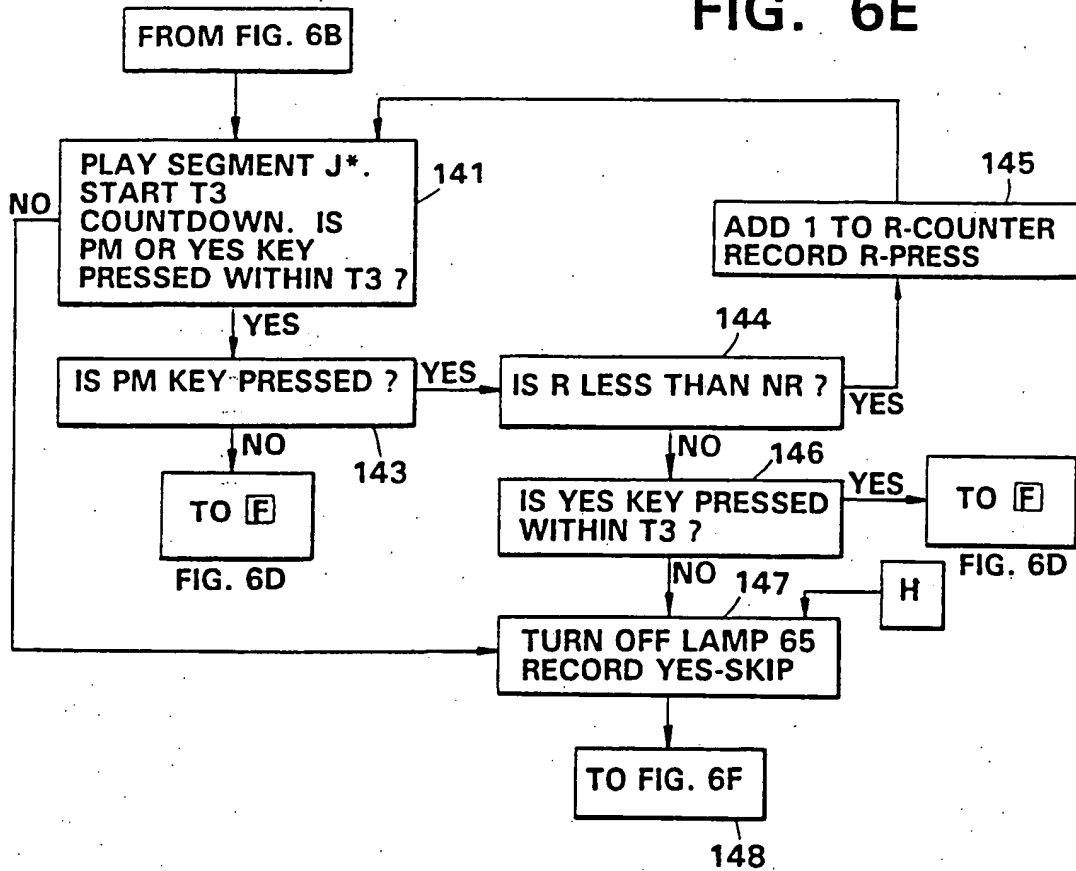 FIG. 6E
FROM FIG. 6B
PLAY SEGMENT J*.
START T3
COUNTDOWN. IS
PM OR YES KEY
PRESSED WITHIN T3 ?
141
NO
YES
145
ADD 1 TO R-COUNTER
RECORD R-PRESS
IS PM KEY PRESSED ?
YES
143
NO
144
IS R LESS THAN NR ?
YES
NO
TO F
FIG. 6D
146
IS YES KEY PRESSED
WITHIN T3 ?
YES
TO F
FIG. 6D
NO
147
H
TURN OFF LAMP 65
RECORD YES-SKIP
TO FIG. 6F
148